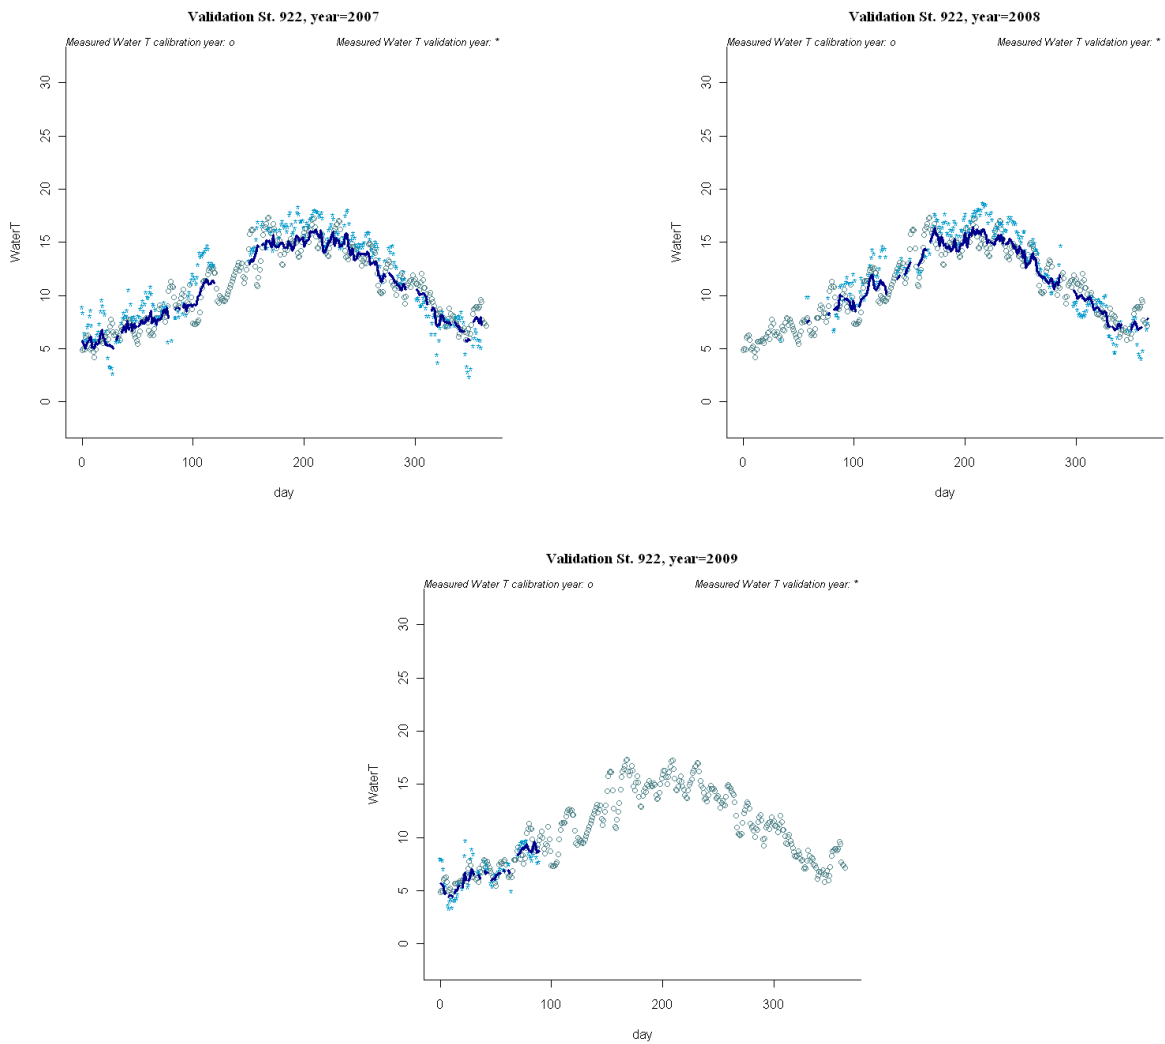 Validation St. 922, year=2007
Measured Water T calibration year: o
Measured Water T validation year: *
WaterT
30
25
20
15
10
5
0
0
100
200
300
day
Validation St. 922, year=2008
Measured Water T calibration year: o
Measured Water T validation year: *
WaterT
30
25
20
15
10
5
0
0
100
200
300
day
Validation St. 922, year=2009
Measured Water T calibration year: o
Measured Water T validation year: *
WaterT
30
25
20
15
10
5
0
0
100
200
300
day